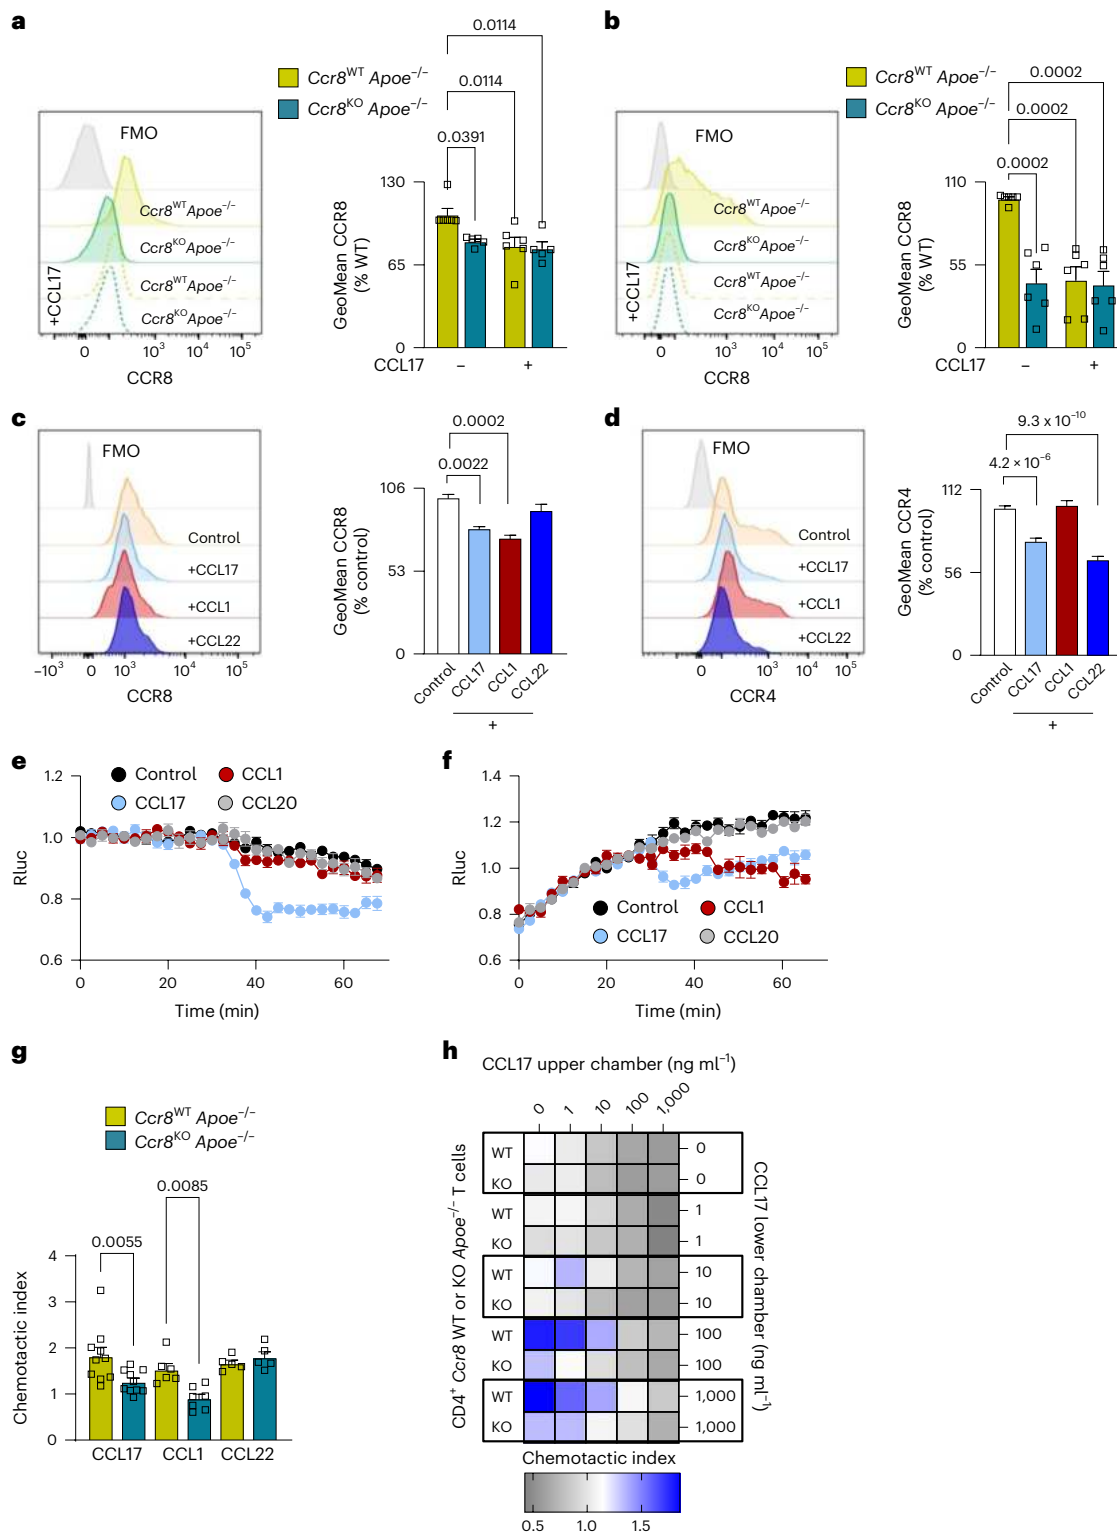 a
Ccr8WT Apoe−/−
Ccr8KO Apoe−/−
FMO
Ccr8WT Apoe−/−
Ccr8KO Apoe−/−
Ccr8WT Apoe−/−
Ccr8KO Apoe−/−
+CCL17
0 10³ 10⁴ 10⁵
CCR8
0.0114
0.0114
0.0391
130
65
0
GeoMean CCR8
(% WT)
CCL17 − +
b
Ccr8WT Apoe−/−
Ccr8KO Apoe−/−
FMO
Ccr8WT Apoe−/−
Ccr8KO Apoe−/−
Ccr8WT Apoe−/−
Ccr8KO Apoe−/−
+CCL17
0 10³ 10⁴ 10⁵
CCR8
0.0002
0.0002
0.0002
110
55
0
GeoMean CCR8
(% WT)
CCL17 − +
c
FMO
Control
+CCL17
+CCL1
+CCL22
−10³ 0 10³ 10⁴ 10⁵
CCR8
0.0002
0.0022
106
53
0
GeoMean CCR8
(% control)
Control CCL17 CCL1 CCL22
+
d
FMO
Control
+CCL17
+CCL1
+CCL22
0 10³ 10⁴ 10⁵
CCR4
9.3 x 10⁻¹⁰
4.2 × 10⁻⁶
112
56
0
GeoMean CCR4
(% control)
Control CCL17 CCL1 CCL22
+
e
Control CCL1
CCL17 CCL20
1.2
1.0
0.8
0.6
Rluc
0 20 40 60
Time (min)
f
1.4
1.2
1.0
0.8
0.6
Rluc
Control CCL1
CCL17 CCL20
0 20 40 60
Time (min)
g
Ccr8WT Apoe−/−
Ccr8KO Apoe−/−
0.0085
0.0055
4
3
2
1
0
Chemotactic index
CCL17 CCL1 CCL22
h
CCL17 upper chamber (ng ml⁻¹)
0 1 10 100 1,000
CD4⁺ Ccr8 WT or KO Apoe−/− T cells
WT 0
KO 0
WT 1
KO 1
WT 10
KO 10
WT 100
KO 100
WT 1,000
KO 1,000
CCL17 lower chamber (ng ml⁻¹)
Chemotactic index
0.5 1.0 1.5